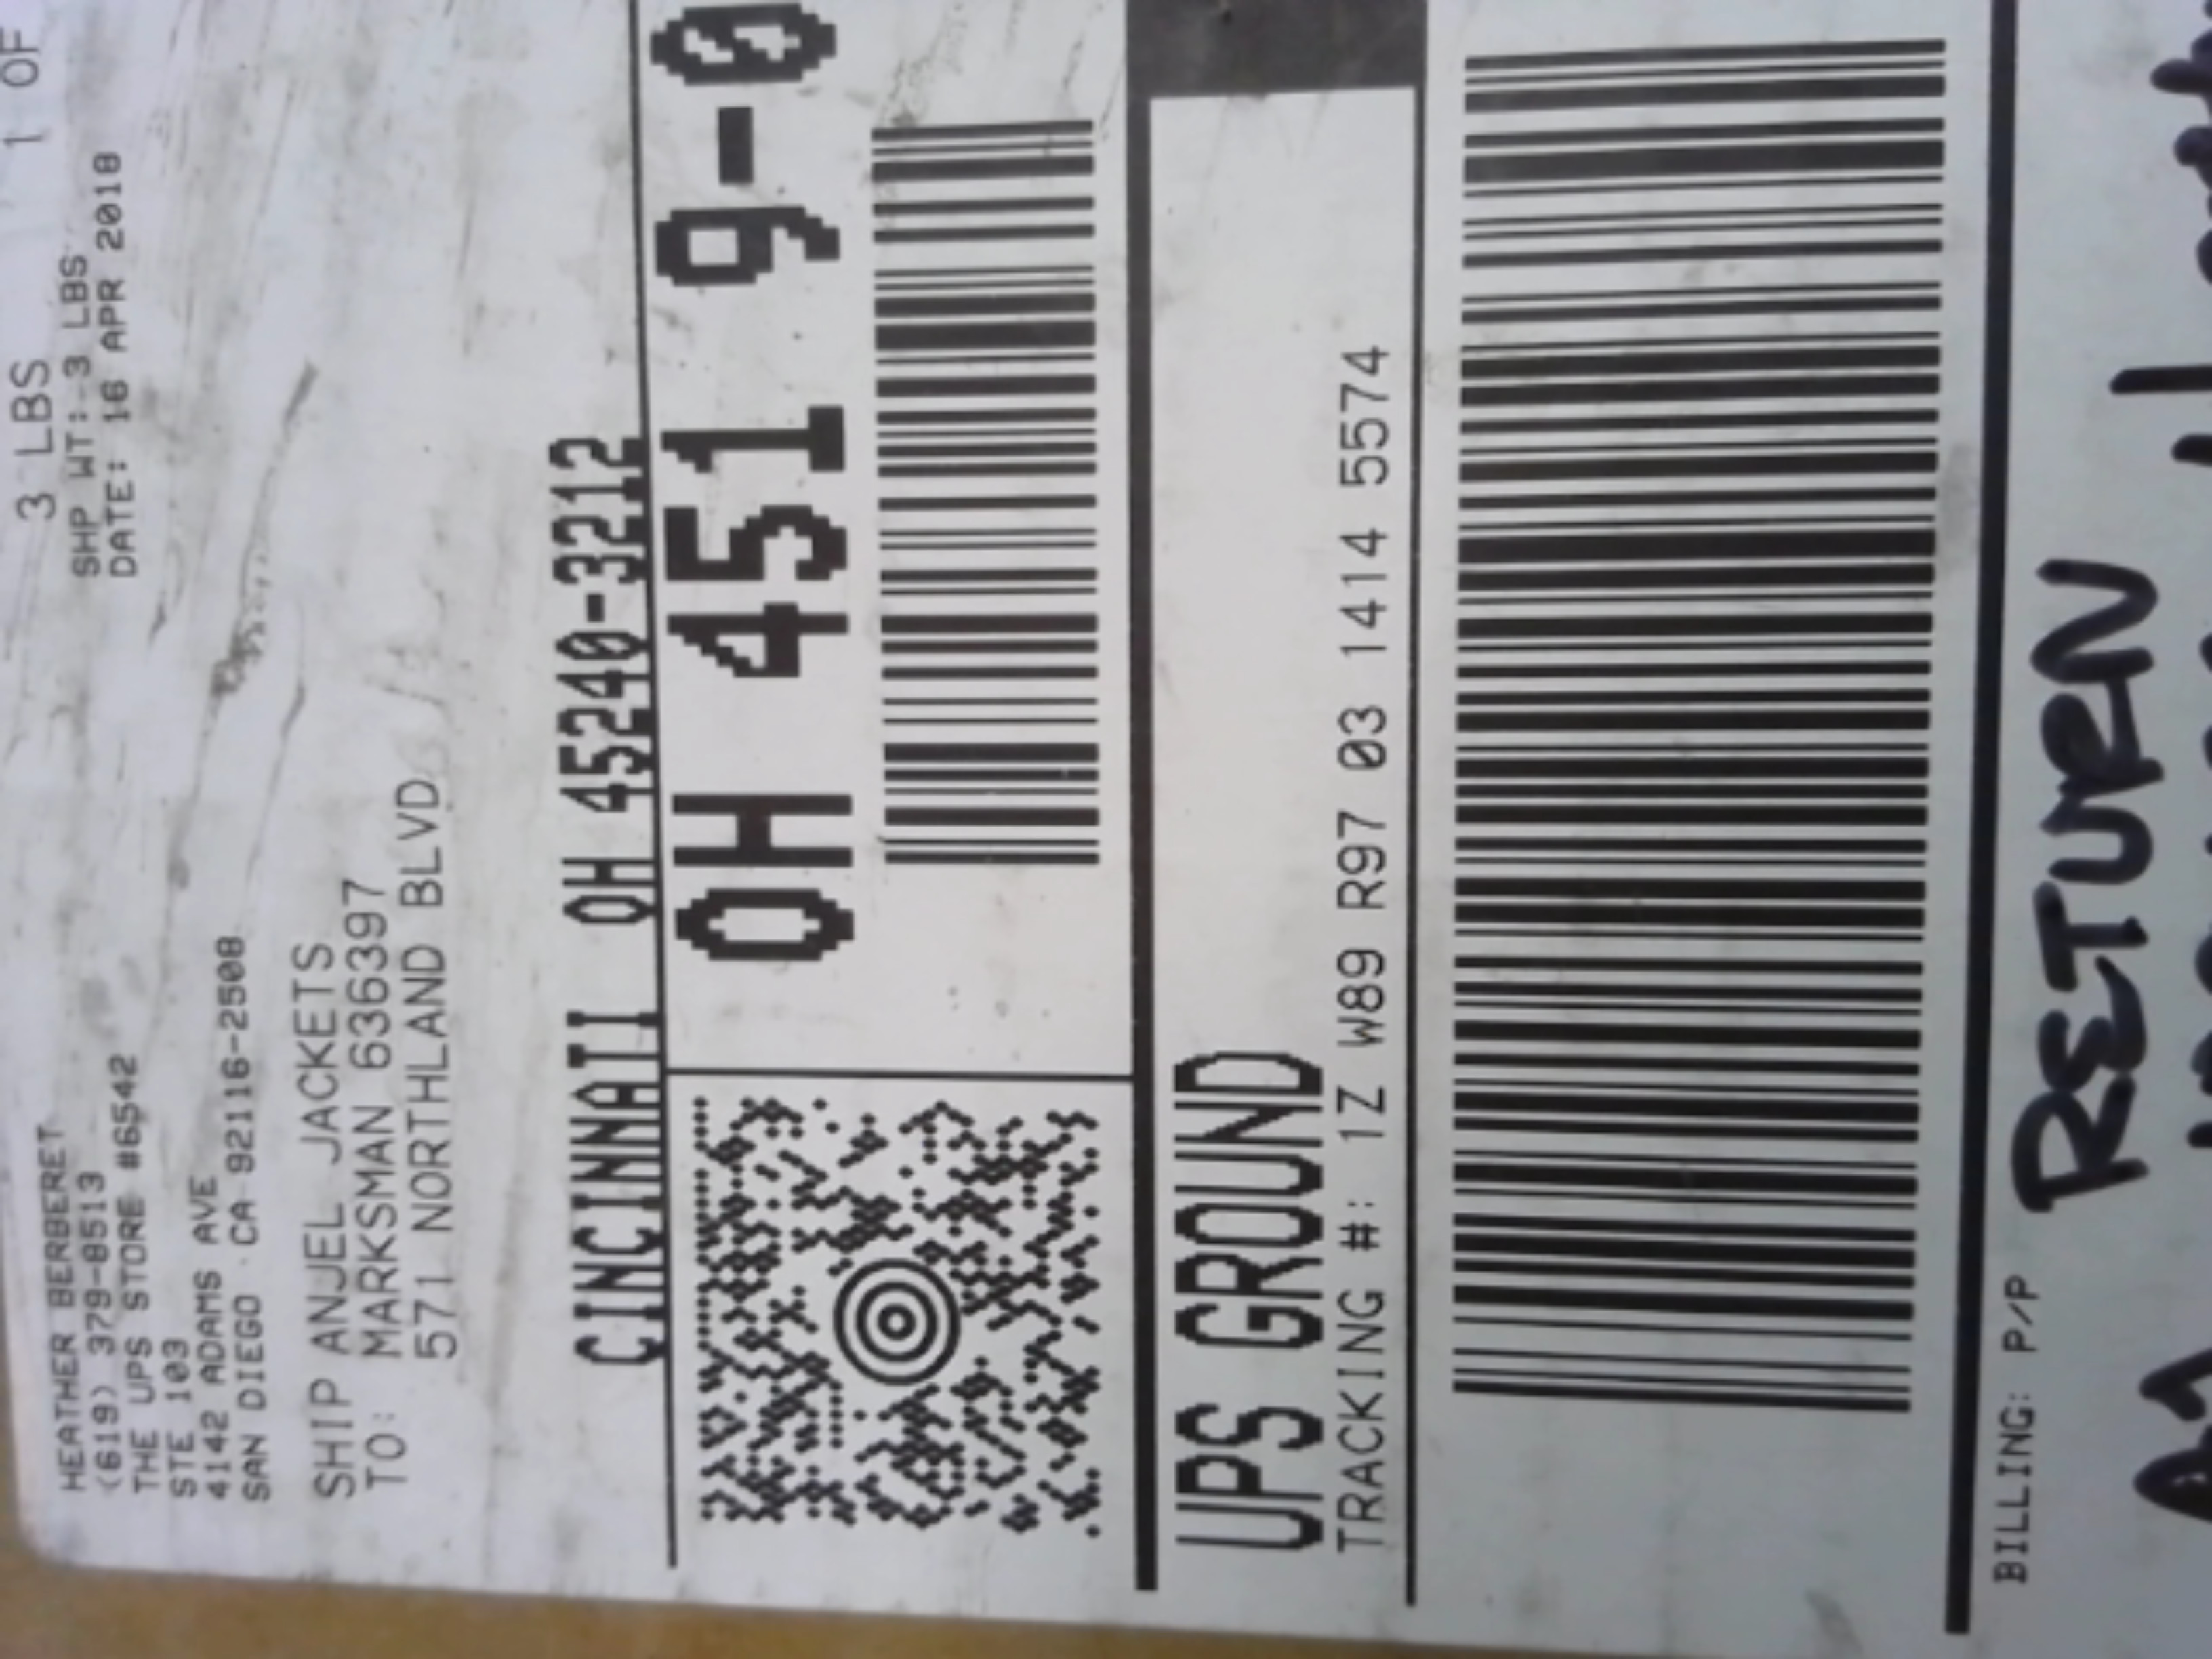 HEATHER BERBERET
(619) 379-8513
THE UPS STORE #6542
STE 103
4142 ADAMS AVE
SAN DIEGO CA 92116-2508
3 LBS 1 OF
SHP WT: 3 LBS
DATE: 16 APR 2018
SHIP ANJEL JACKETS
TO: MARKSMAN 636397
571 NORTHLAND BLVD
CINCINNATI OH 45240-3212
OH 451 9-0
UPS GROUND
TRACKING #: 1Z W89 R97 03 1414 5574
BILLING: P/P
RETURN